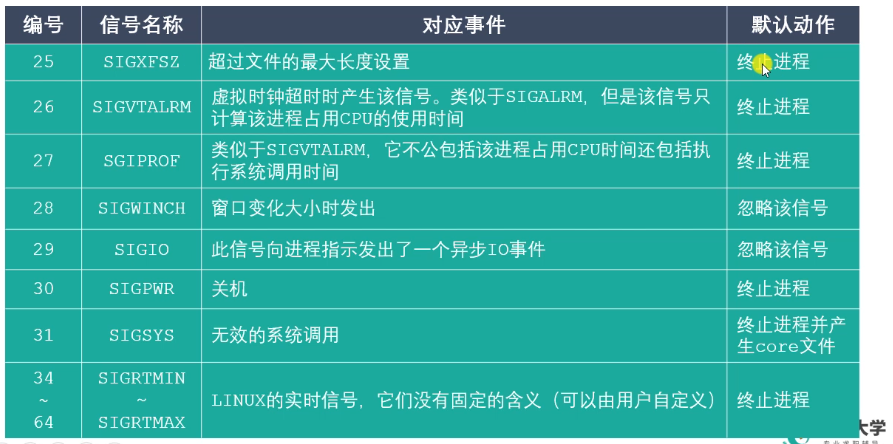 编号 信号名称 对应事件 默认动作
25 SIGXFSZ 超过文件的最大长度设置 终止进程
26 SIGVTALRM 虚拟时钟超时时产生该信号。类似于SIGALRM，但是该信号只
计算该进程占用CPU的使用时间 终止进程
27 SGIPROF 类似于SIGVTALRM，它不公包括该进程占用CPU时间还包括执
行系统调用时间 终止进程
28 SIGWINCH 窗口变化大小时发出 忽略该信号
29 SIGIO 此信号向进程指示发出了一个异步IO事件 忽略该信号
30 SIGPWR 关机 终止进程
31 SIGSYS 无效的系统调用 终止进程并产
生core文件
34 SIGRTMIN
~ ~ LINUX的实时信号，它们没有固定的含义（可以由用户自定义） 终止进程
64 SIGRTMAX
大学